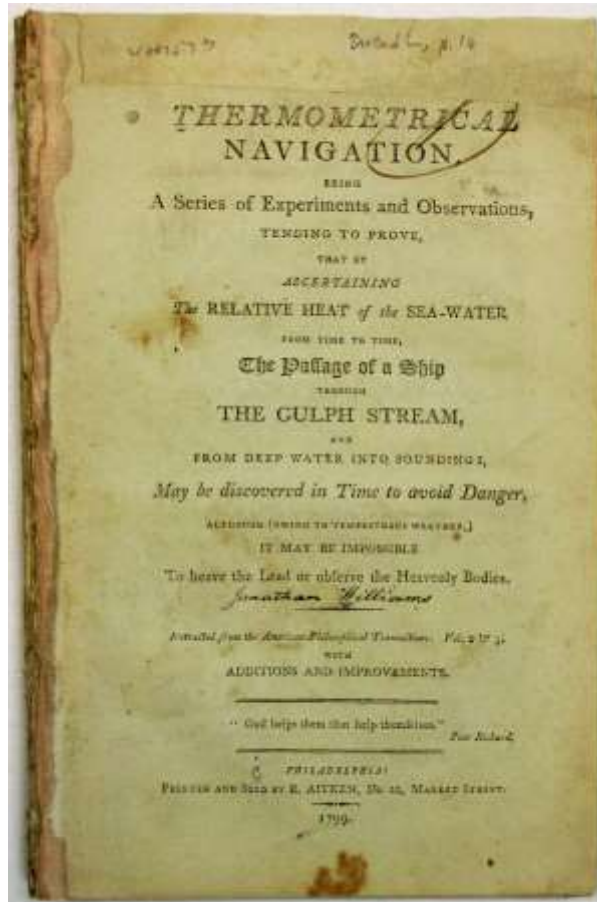 THERMOMETRICAL
NAVIGATION.
BEING
A Series of Experiments and Obſervations,
TENDING TO PROVE,
THAT BY
ASCERTAINING
The RELATIVE HEAT of the SEA-WATER
FROM TIME TO TIME,
The Paſſage of a Ship
THROUGH
THE GULPH STREAM,
AND
FROM DEEP WATER INTO SOUNDINGS,
May be diſcovered in Time to avoid Danger,
ALTHOUGH (OWING TO TEMPESTUOUS WEATHER,)
IT MAY BE IMPOSSIBLE
To heave the Lead or obſerve the Heavenly Bodies.
Jonathan Williams
Extracted from the American Philoſophical Tranſactions. Vol. 2 & 3,
WITH
ADDITIONS AND IMPROVEMENTS.
" God helps them that help themſelves."
Poor Richard.
PHILADELPHIA:
PRINTED AND SOLD BY R. AITKEN, No. 22, MARKET STREET.
1799.